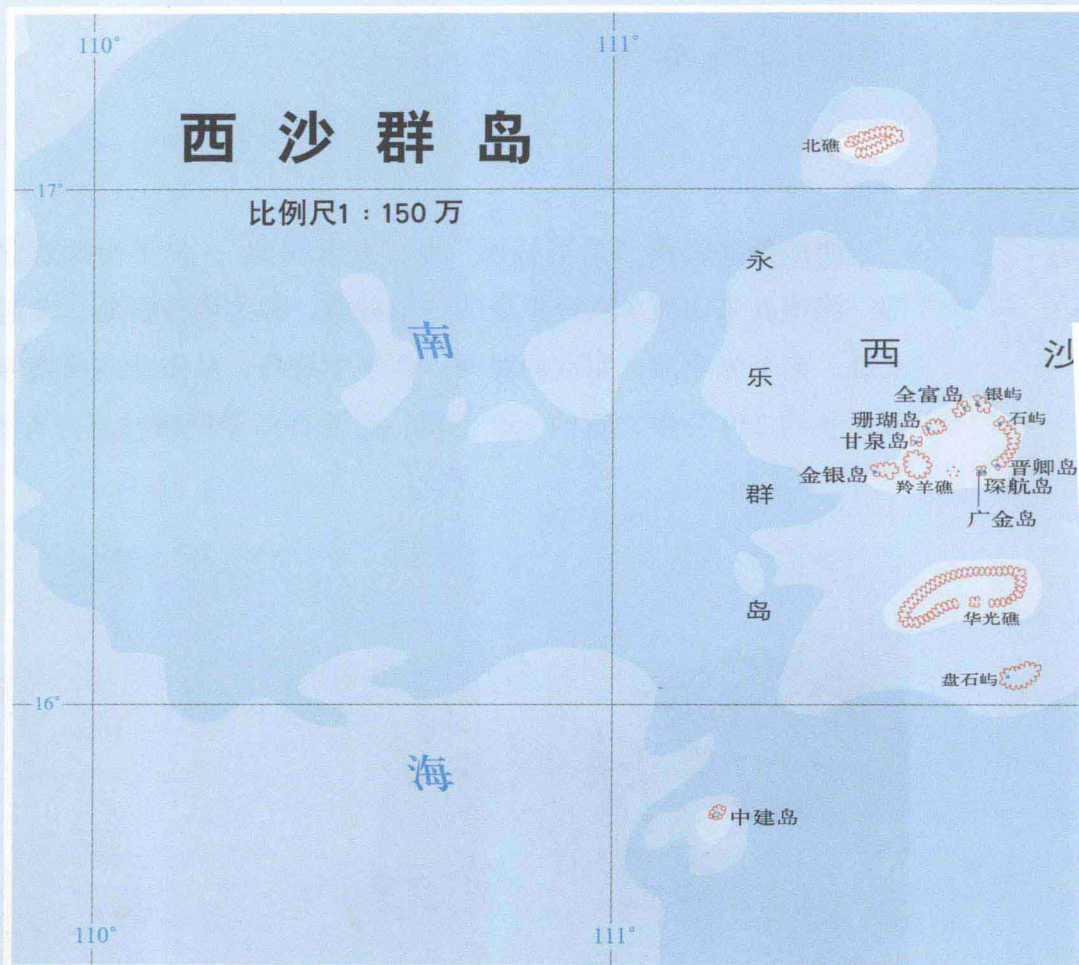 110°
111°
西沙群岛
比例尺1：150万
北礁
17°
永乐群岛
南海
西沙
全富岛
银屿
珊瑚岛
石屿
甘泉岛
金银岛
羚羊礁
晋卿岛
琛航岛
广金岛
华光礁
盘石屿
16°
中建岛
110°
111°